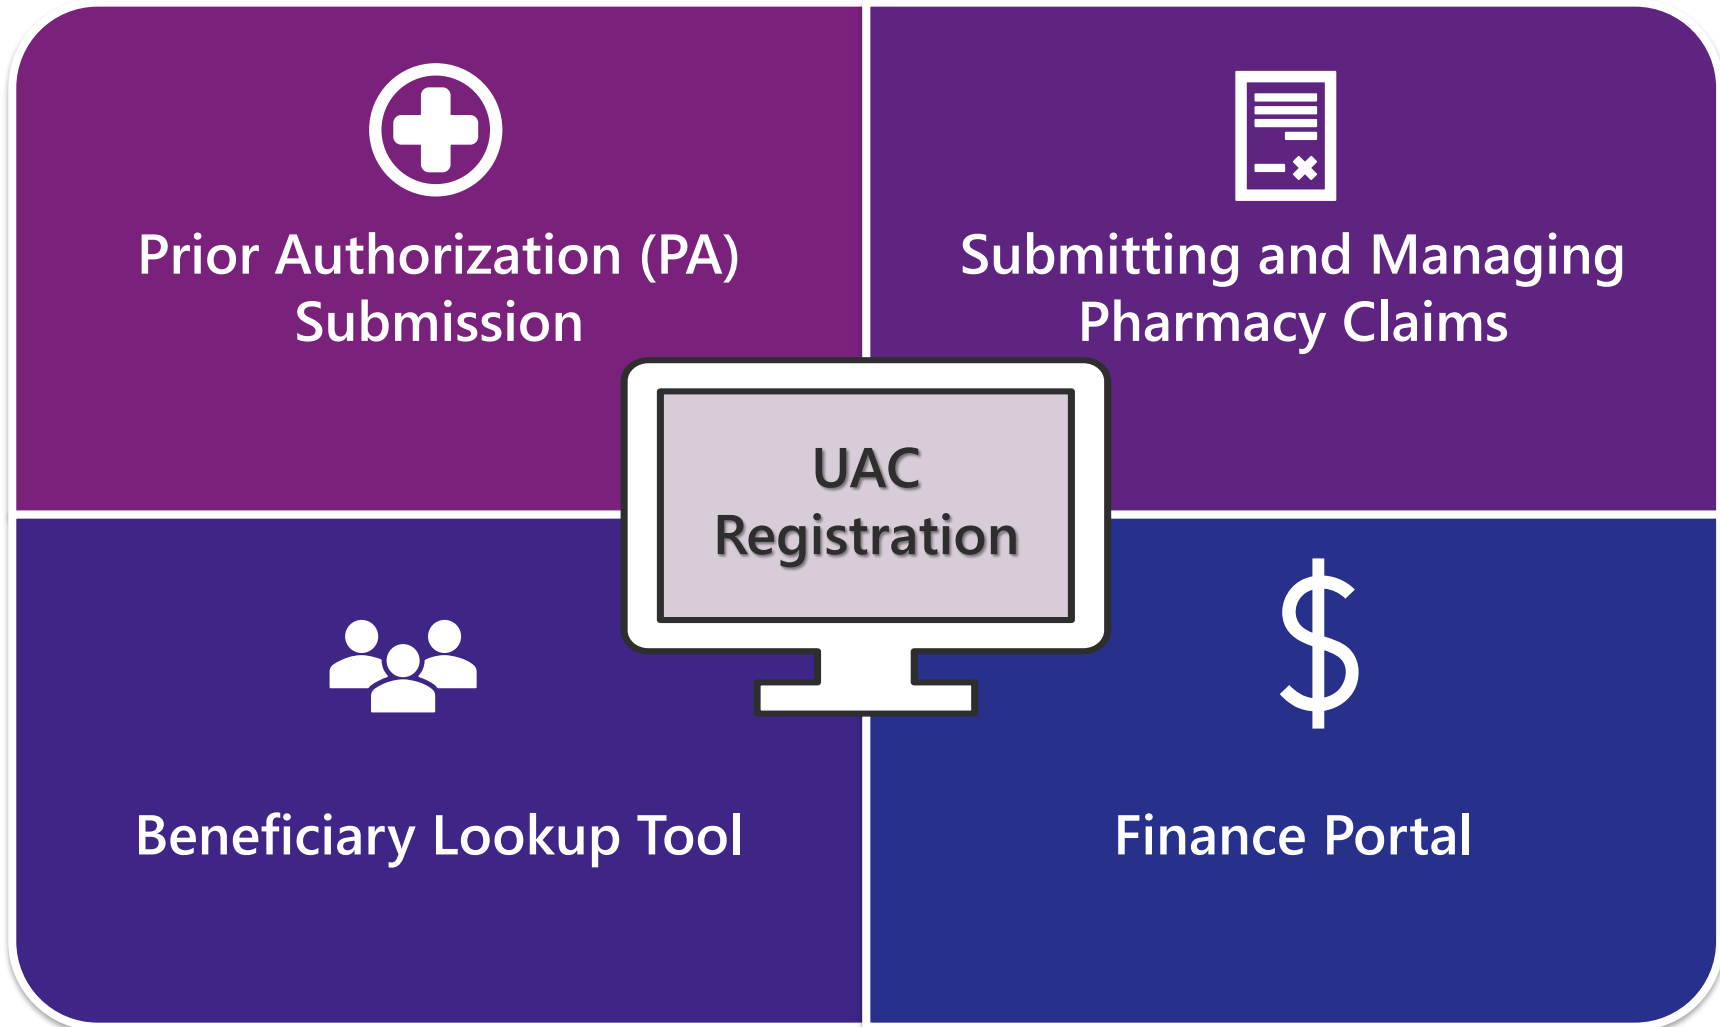 Prior Authorization (PA)
Submission
Submitting and Managing
Pharmacy Claims
UAC
Registration
Beneficiary Lookup Tool
Finance Portal